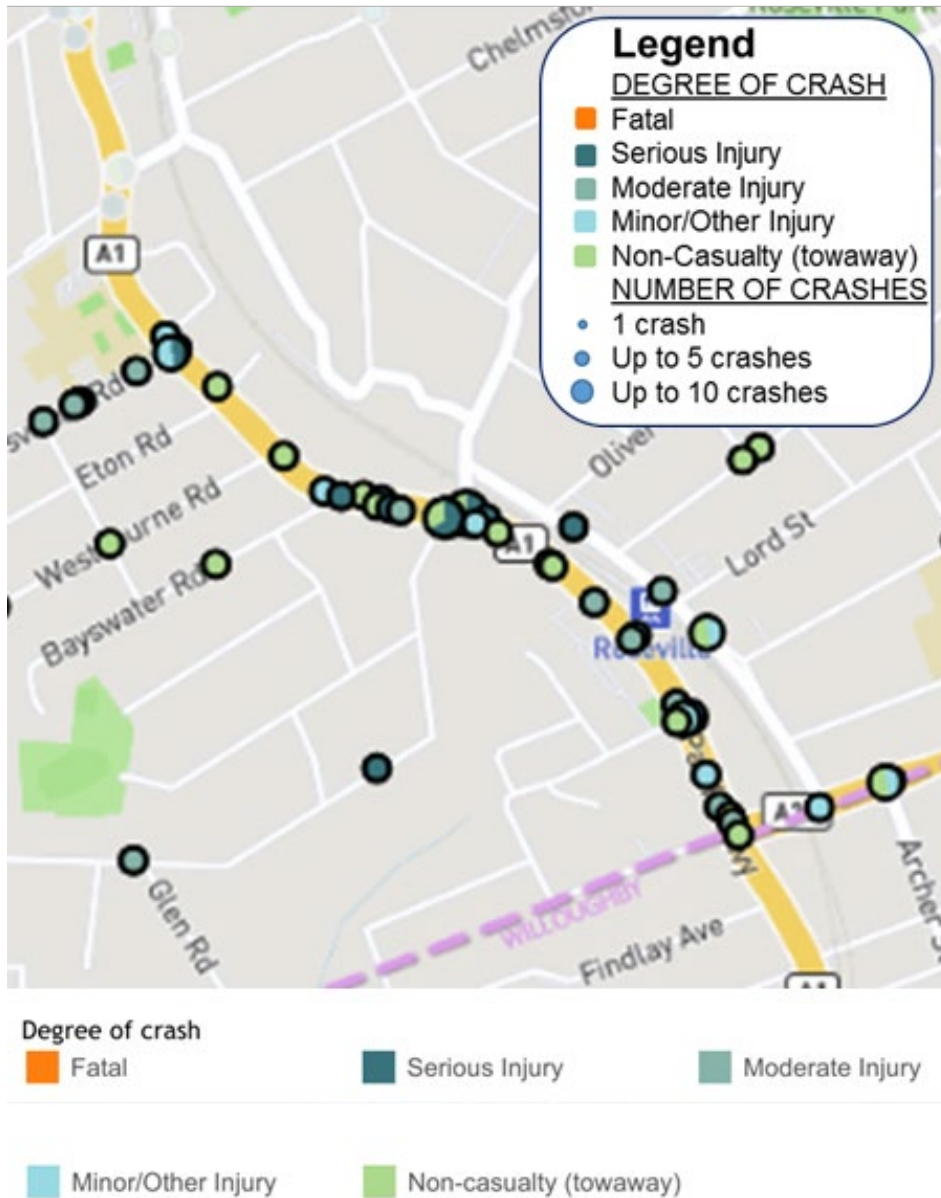 Chelmsfor
Legend
DEGREE OF CRASH
Fatal
Serious Injury
Moderate Injury
Minor/Other Injury
Non-Casualty (towaway)
NUMBER OF CRASHES
1 crash
Up to 5 crashes
Up to 10 crashes
A1
Rd
Eton Rd
Westbourne Rd
Bayswater Rd
Oliver
A1
Lord St
Roseville
WILLOUGHBY
Archer S
Glen Rd
Findlay Ave
Degree of crash
Fatal
Serious Injury
Moderate Injury
Minor/Other Injury
Non-casualty (towaway)